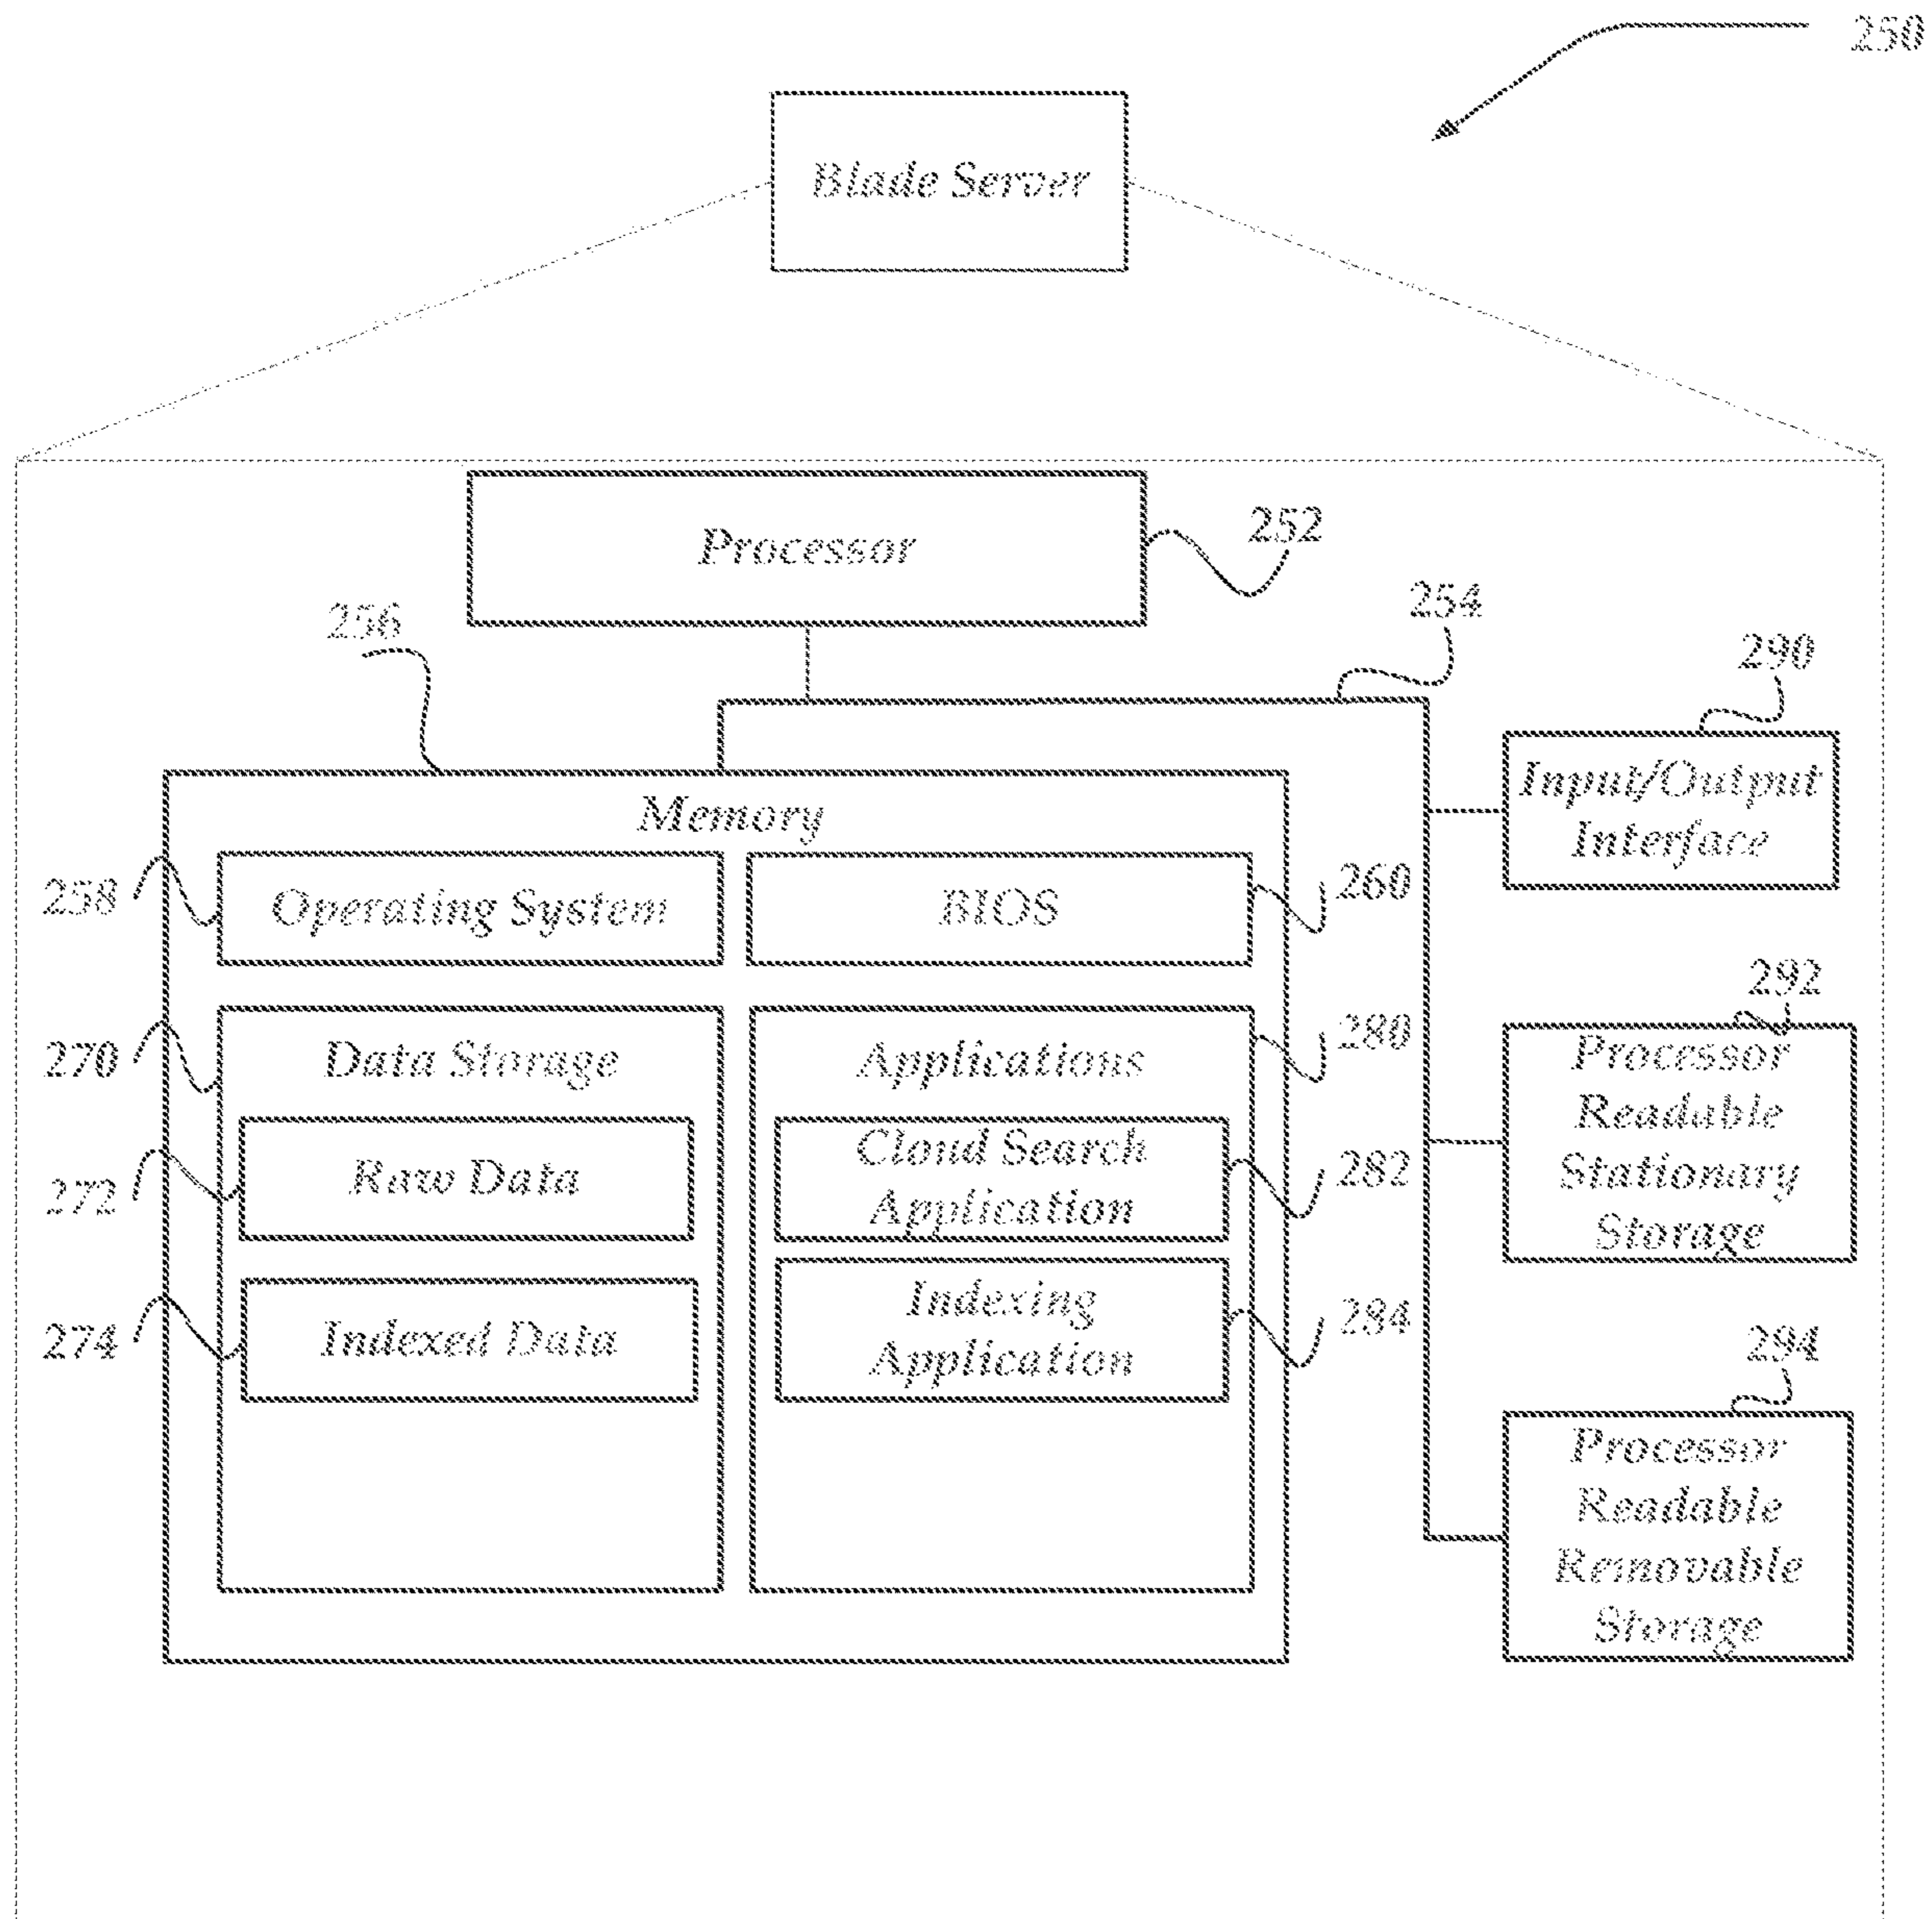 250
Blade Server
Processor
252
254
256
290
Input/Output
Interface
Memory
258
Operating System
BIOS
260
292
270
Data Storage
Applications
280
Processor
Readable
Stationary
Storage
272
Raw Data
Cloud Search
Application
282
274
Indexed Data
Indexing
Application
284
294
Processor
Readable
Removable
Storage